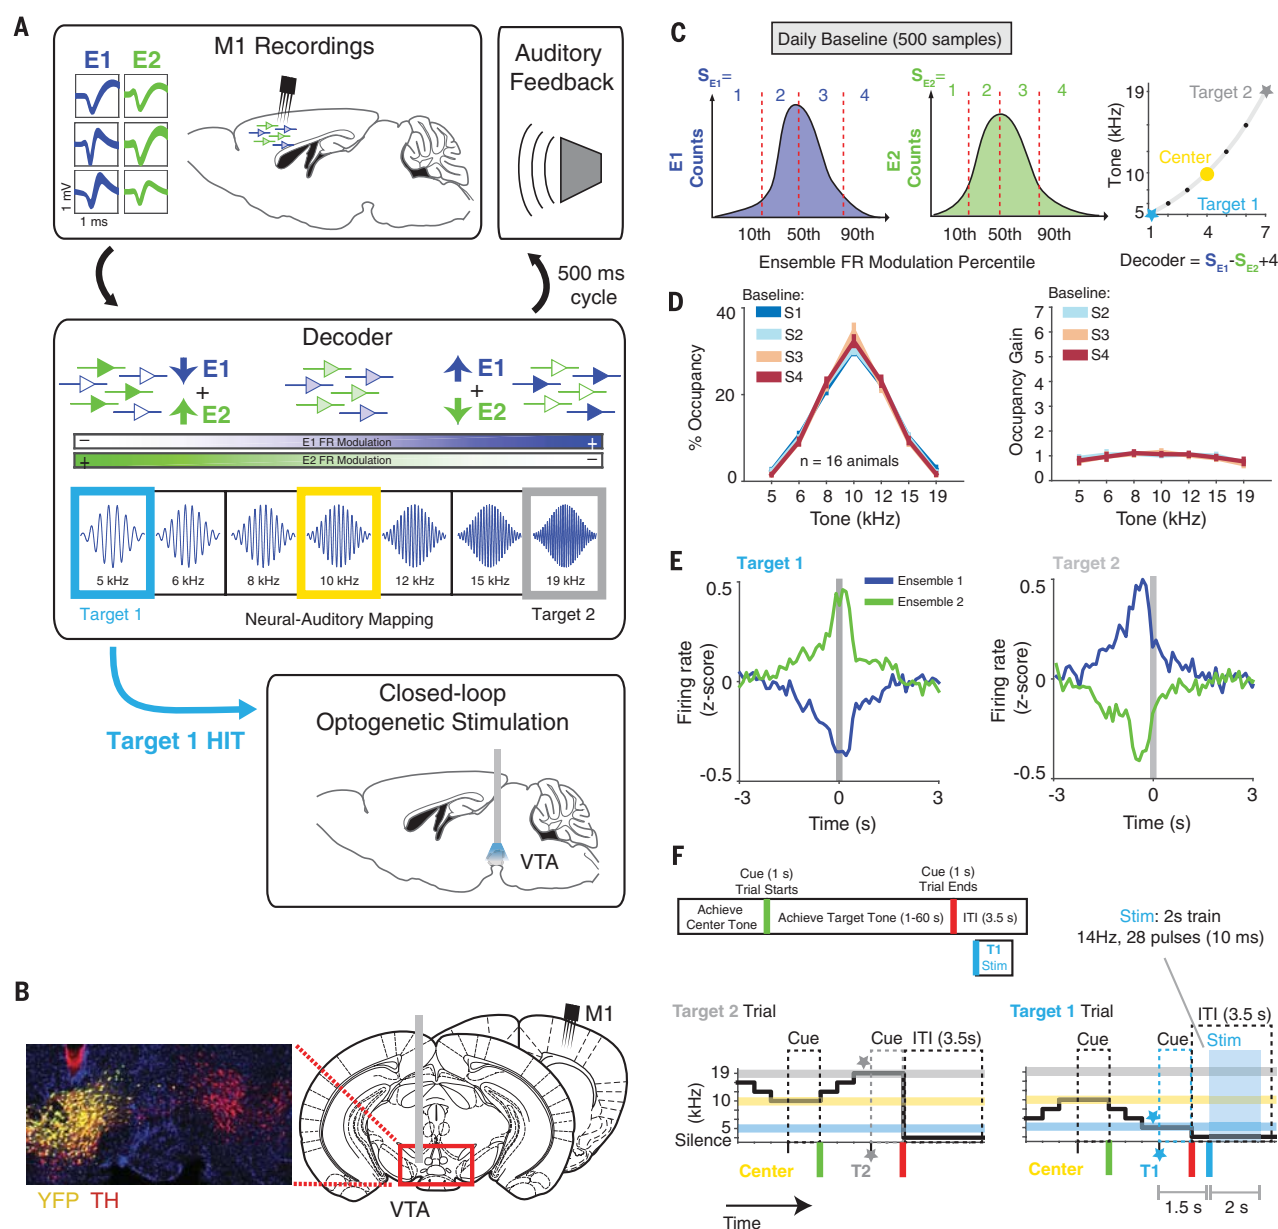 A
M1 Recordings
E1 E2
1 mV
1 ms
Auditory
Feedback
500 ms
cycle
Decoder
E1
+
E2
E1
+
E2
− E1 FR Modulation +
+ E2 FR Modulation −
5 kHz 6 kHz 8 kHz 10 kHz 12 kHz 15 kHz 19 kHz
Target 1 Neural-Auditory Mapping Target 2
Target 1 HIT
Closed-loop
Optogenetic Stimulation
VTA
B
YFP TH
M1
VTA
C
Daily Baseline (500 samples)
SE1=
1 2 3 4
E1
Counts
10th 50th 90th
SE2=
1 2 3 4
E2
Counts
10th 50th 90th
Ensemble FR Modulation Percentile
Tone (kHz)
19
10
5
Target 2
Center
Target 1
1 4 7
Decoder = SE1-SE2+4
D
Baseline:
S1
S2
S3
S4
% Occupancy
40
20
0
n = 16 animals
5 6 8 10 12 15 19
Tone (kHz)
Baseline:
S2
S3
S4
Occupancy Gain
7
6
5
4
3
2
1
0
5 6 8 10 12 15 19
Tone (kHz)
E
Target 1
Ensemble 1
Ensemble 2
Firing rate
(z-score)
0.5
0
-0.5
-3 0 3
Time (s)
Target 2
Firing rate
(z-score)
0.5
0
-0.5
-3 0 3
Time (s)
F
Cue (1 s)
Trial Starts
Cue (1 s)
Trial Ends
Achieve
Center Tone
Achieve Target Tone (1-60 s)
ITI (3.5 s)
T1
Stim
Stim: 2s train
14Hz, 28 pulses (10 ms)
Target 2 Trial
Cue Cue ITI (3.5s)
19
10
5
Silence
(kHz)
Center T2
Time
Target 1 Trial
ITI (3.5 s)
Cue Cue Stim
Center T1
1.5 s 2 s